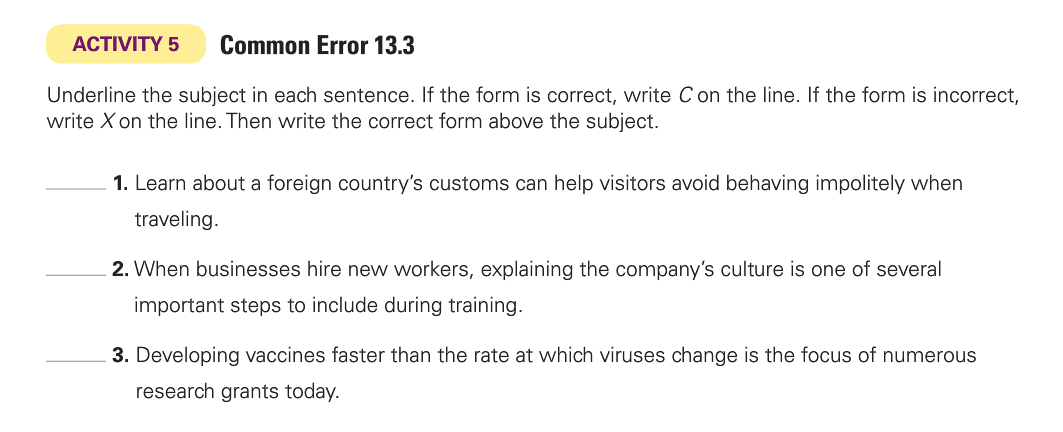 ACTIVITY 5 Common Error 13.3
Underline the subject in each sentence. If the form is correct, write C on the line. If the form is incorrect,
write X on the line. Then write the correct form above the subject.
1. Learn about a foreign country's customs can help visitors avoid behaving impolitely when
traveling.
2. When businesses hire new workers, explaining the company's culture is one of several
important steps to include during training.
3. Developing vaccines faster than the rate at which viruses change is the focus of numerous
research grants today.